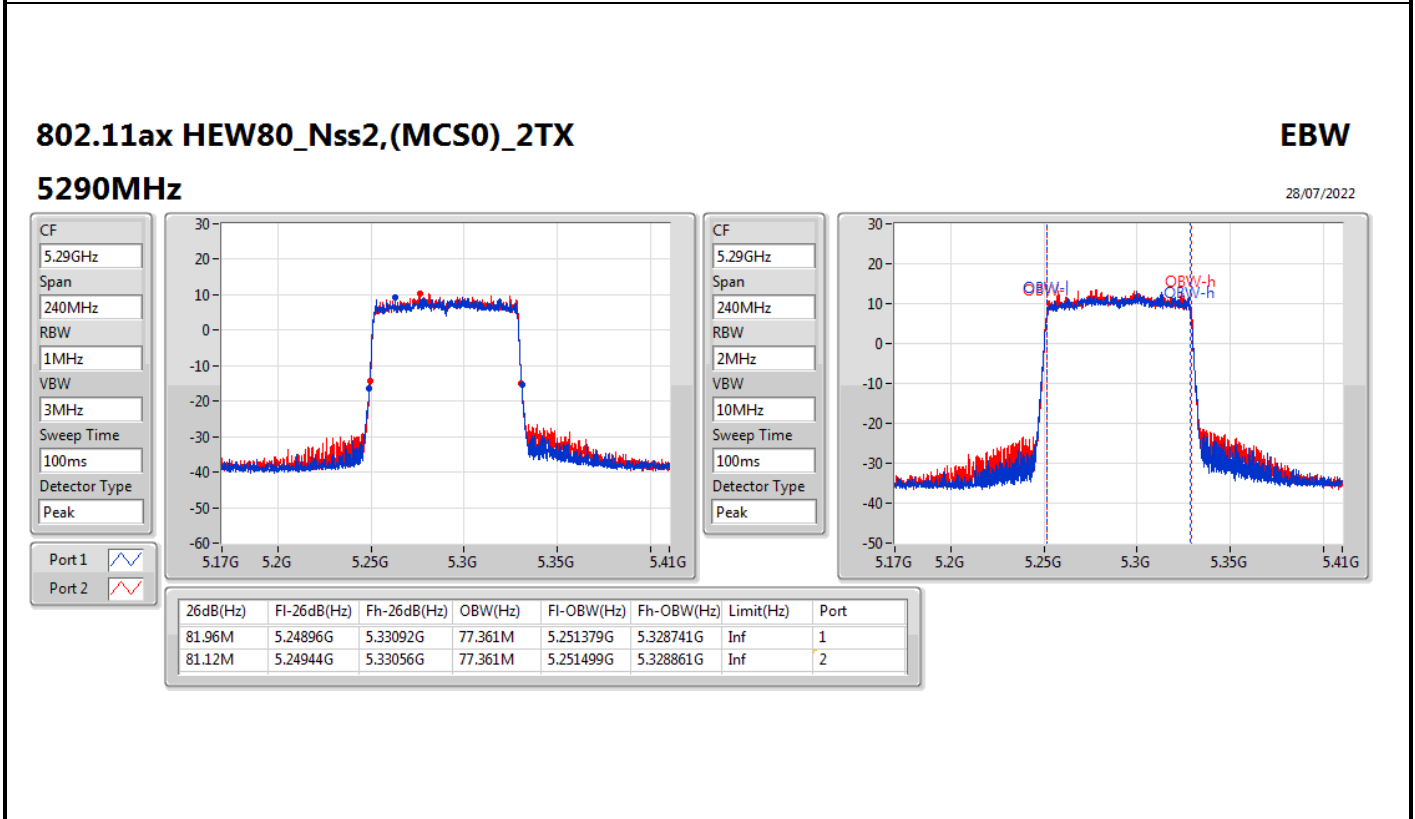 802.11ax HEW80_Nss2,(MCS0)_2TX EBW
5290MHz 28/07/2022
CF
5.29GHz
Span
240MHz
RBW
1MHz
VBW
3MHz
Sweep Time
100ms
Detector Type
Peak
Port 1
Port 2
30
20
10
0
-10
-20
-30
-40
-50
-60
5.17G 5.2G 5.25G 5.3G 5.35G 5.41G
CF
5.29GHz
Span
240MHz
RBW
2MHz
VBW
10MHz
Sweep Time
100ms
Detector Type
Peak
30
20
10
0
-10
-20
-30
-40
-50
OBW-l
OBW-h
OBW-h
5.17G 5.2G 5.25G 5.3G 5.35G 5.41G
26dB(Hz) Fl-26dB(Hz) Fh-26dB(Hz) OBW(Hz) Fl-OBW(Hz) Fh-OBW(Hz) Limit(Hz) Port
81.96M 5.24896G 5.33092G 77.361M 5.251379G 5.328741G Inf 1
81.12M 5.24944G 5.33056G 77.361M 5.251499G 5.328861G Inf 2